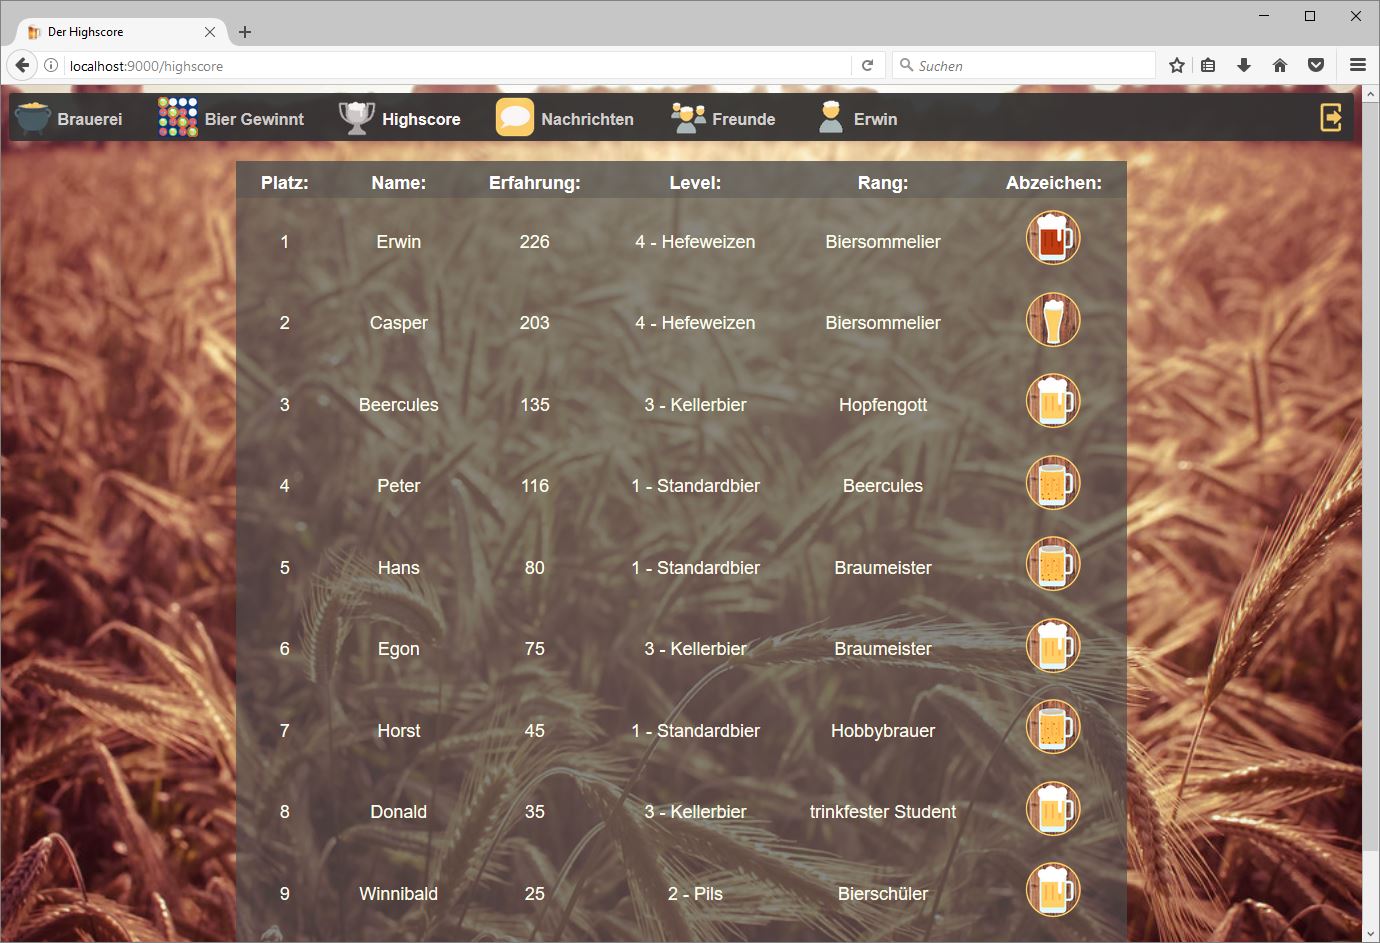 Der Highscore
localhost:9000/highscore
Suchen
Brauerei Bier Gewinnt Highscore Nachrichten Freunde Erwin
Platz: Name: Erfahrung: Level: Rang: Abzeichen:
1 Erwin 226 4 - Hefeweizen Biersommelier
2 Casper 203 4 - Hefeweizen Biersommelier
3 Beercules 135 3 - Kellerbier Hopfengott
4 Peter 116 1 - Standardbier Beercules
5 Hans 80 1 - Standardbier Braumeister
6 Egon 75 3 - Kellerbier Braumeister
7 Horst 45 1 - Standardbier Hobbybrauer
8 Donald 35 3 - Kellerbier trinkfester Student
9 Winnibald 25 2 - Pils Bierschüler